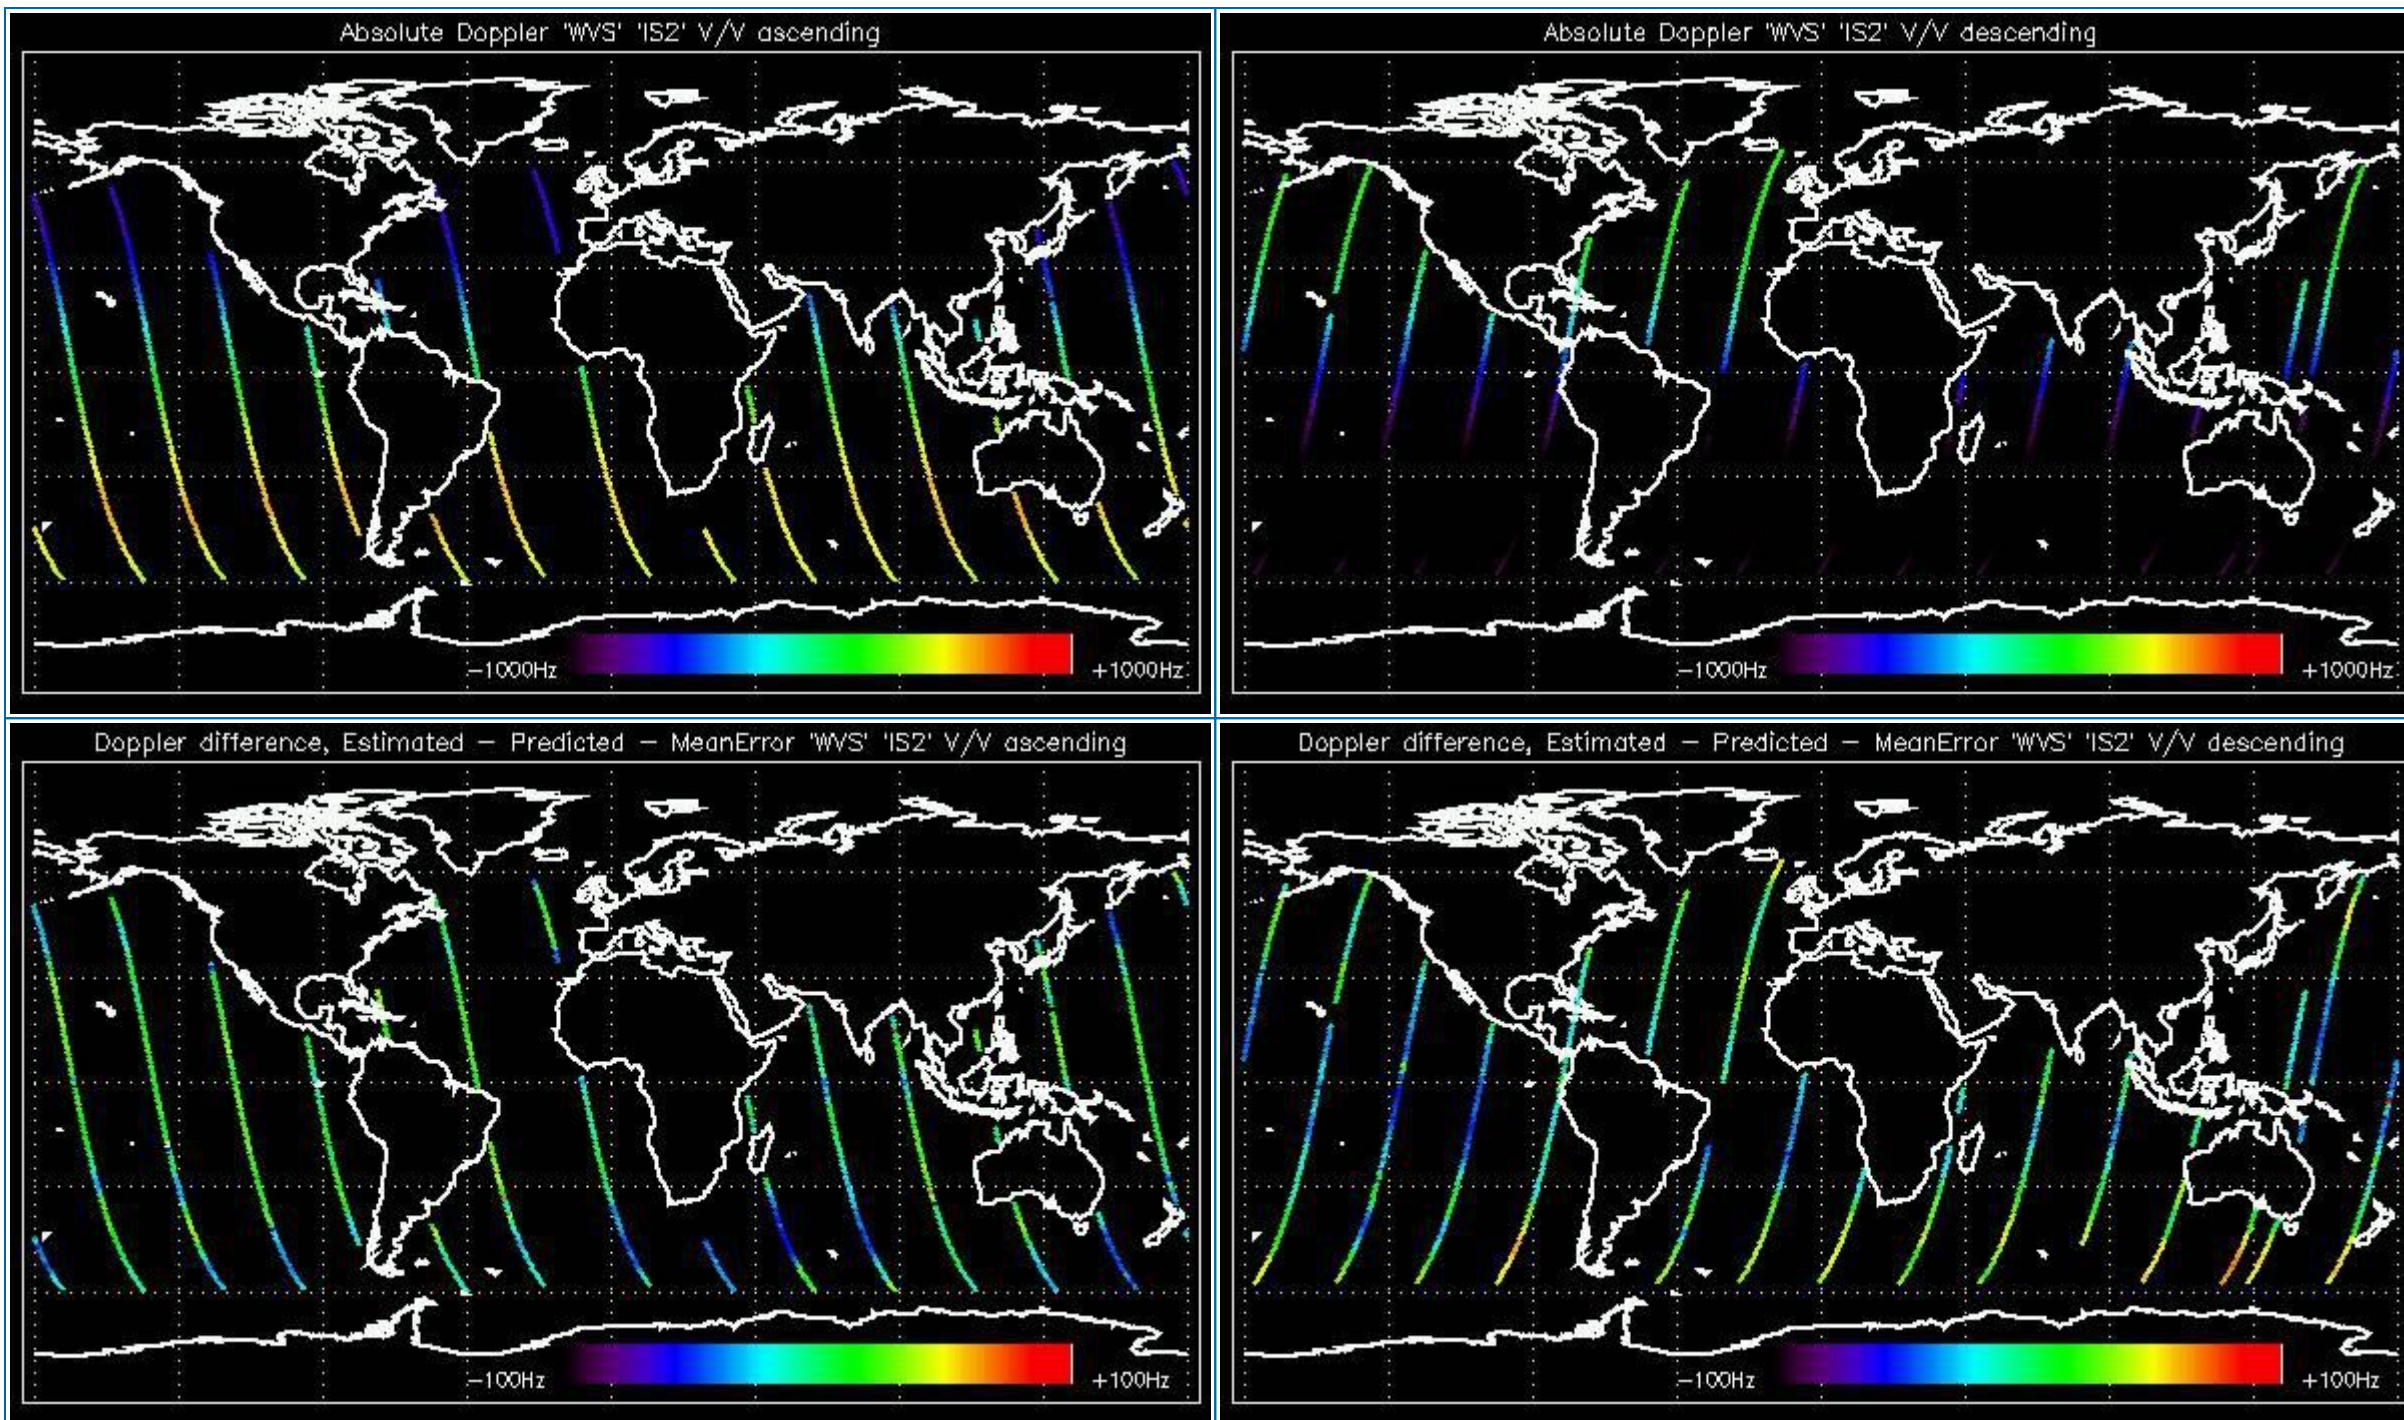 Absolute Doppler 'WVS' 'IS2' V/V ascending
-1000Hz
+1000Hz
Absolute Doppler 'WVS' 'IS2' V/V descending
-1000Hz
+1000Hz
Doppler difference, Estimated - Predicted - MeanError 'WVS' 'IS2' V/V ascending
-100Hz
+100Hz
Doppler difference, Estimated - Predicted - MeanError 'WVS' 'IS2' V/V descending
-100Hz
+100Hz